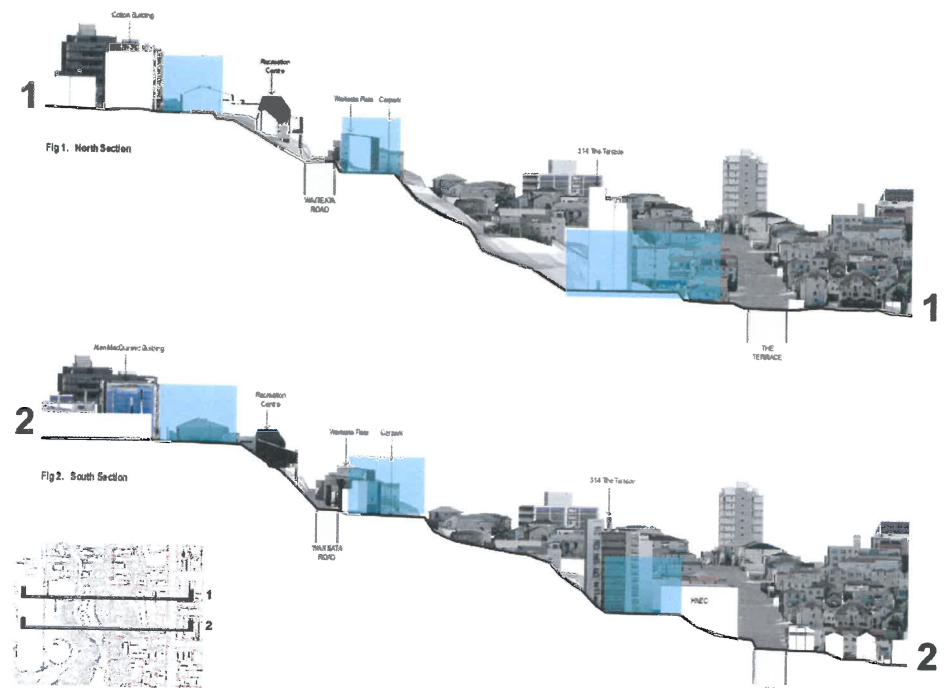 Cotton Building
Recreation
Centre
1
Waiteata Flats
Carpark
Fig 1. North Section
314 The Terrace
WAITEATA
ROAD
1
THE
TERRACE
Alan MacDiarmid Building
2
Recreation
Centre
Waiteata Flats
Carpark
Fig 2. South Section
314 The Terrace
WAITEATA
ROAD
1
HNEC
2
2